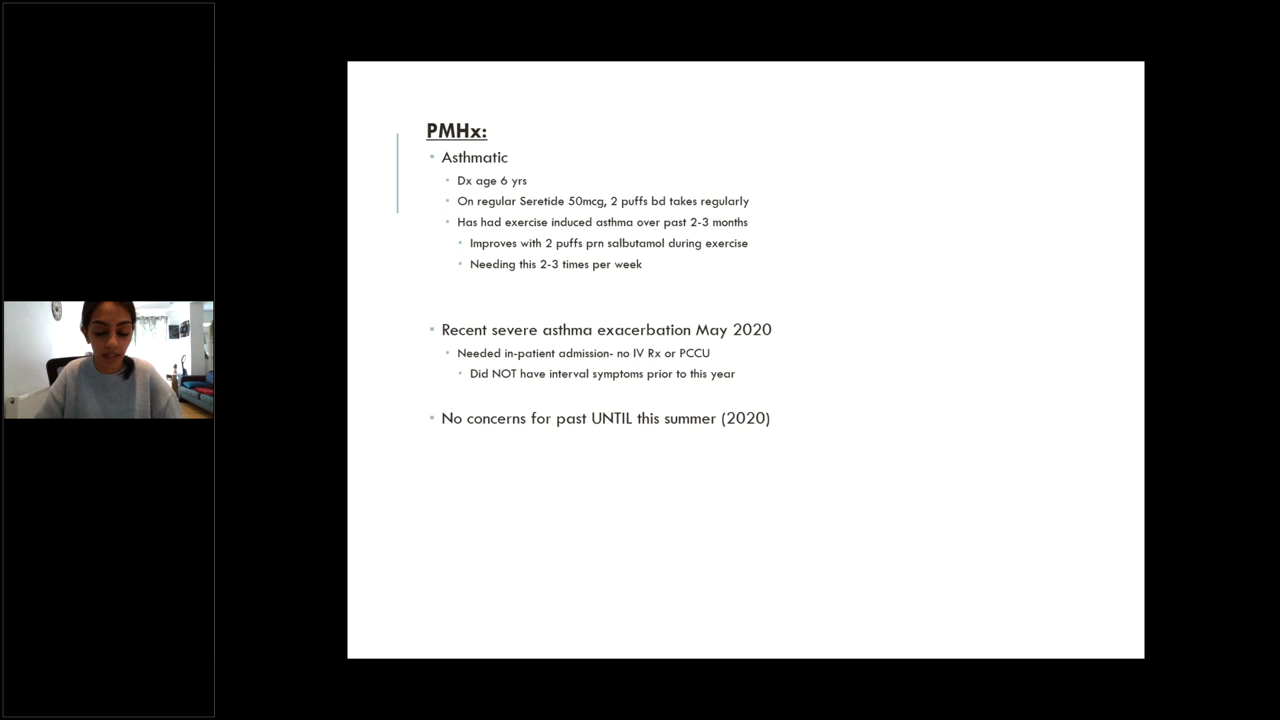 PMHx:
Asthmatic
Dx age 6 yrs
On regular Seretide 50mcg, 2 puffs bd takes regularly
Has had exercise induced asthma over past 2-3 months
Improves with 2 puffs prn salbutamol during exercise
Needing this 2-3 times per week
Recent severe asthma exacerbation May 2020
Needed in-patient admission- no IV Rx or PCCU
Did NOT have interval symptoms prior to this year
No concerns for past UNTIL this summer (2020)